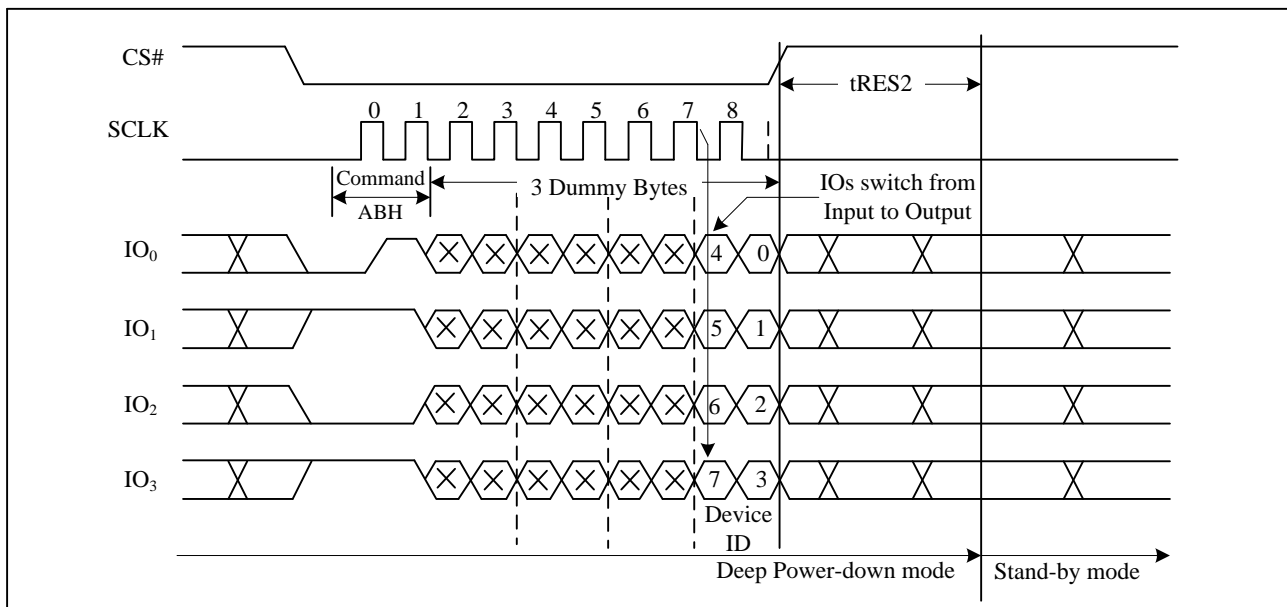 CS#
tRES2
SCLK
0 1 2 3 4 5 6 7 8
Command
ABH
3 Dummy Bytes
IOs switch from
Input to Output
IO0 4 0
IO1 5 1
IO2 6 2
IO3 7 3
Device
ID
Deep Power-down mode
Stand-by mode